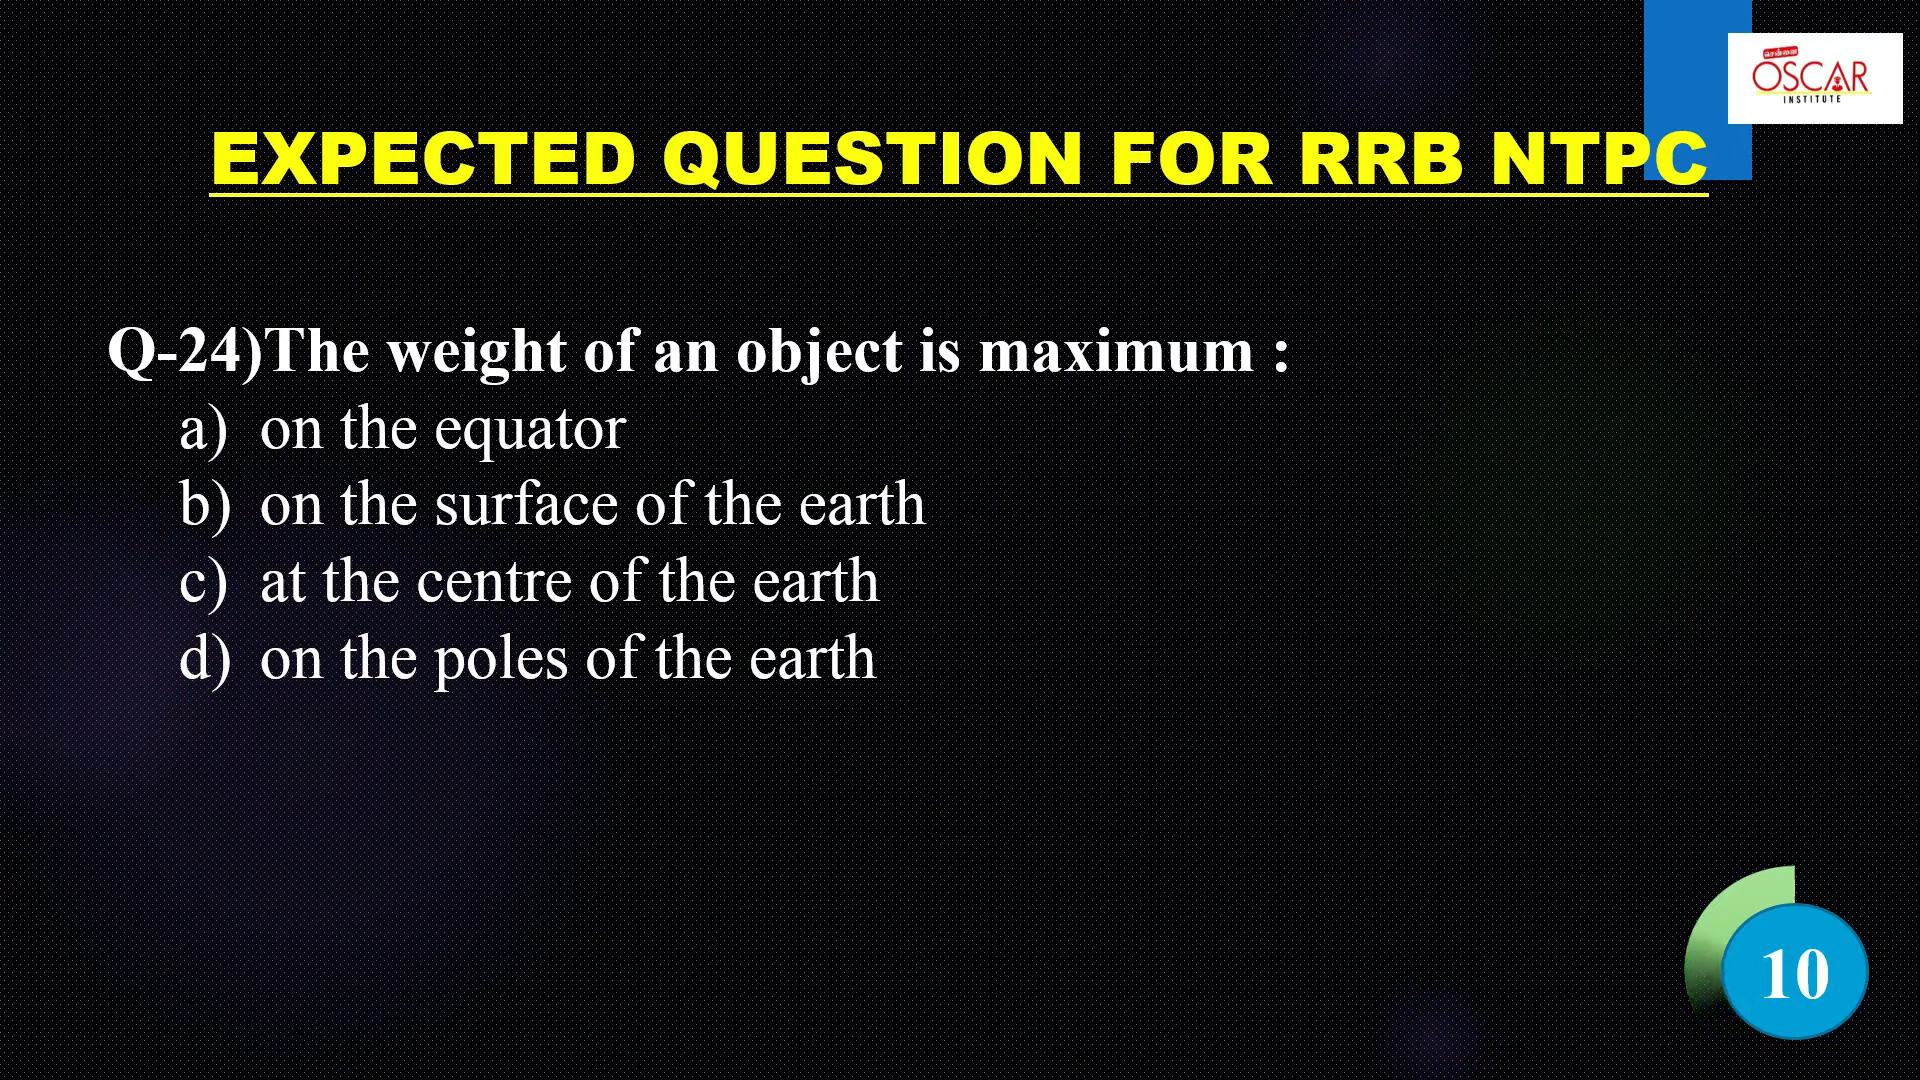 சென்னை
OSCAR
INSTITUTE
EXPECTED QUESTION FOR RRB NTPC
Q-24)The weight of an object is maximum :
a) on the equator
b) on the surface of the earth
c) at the centre of the earth
d) on the poles of the earth
10